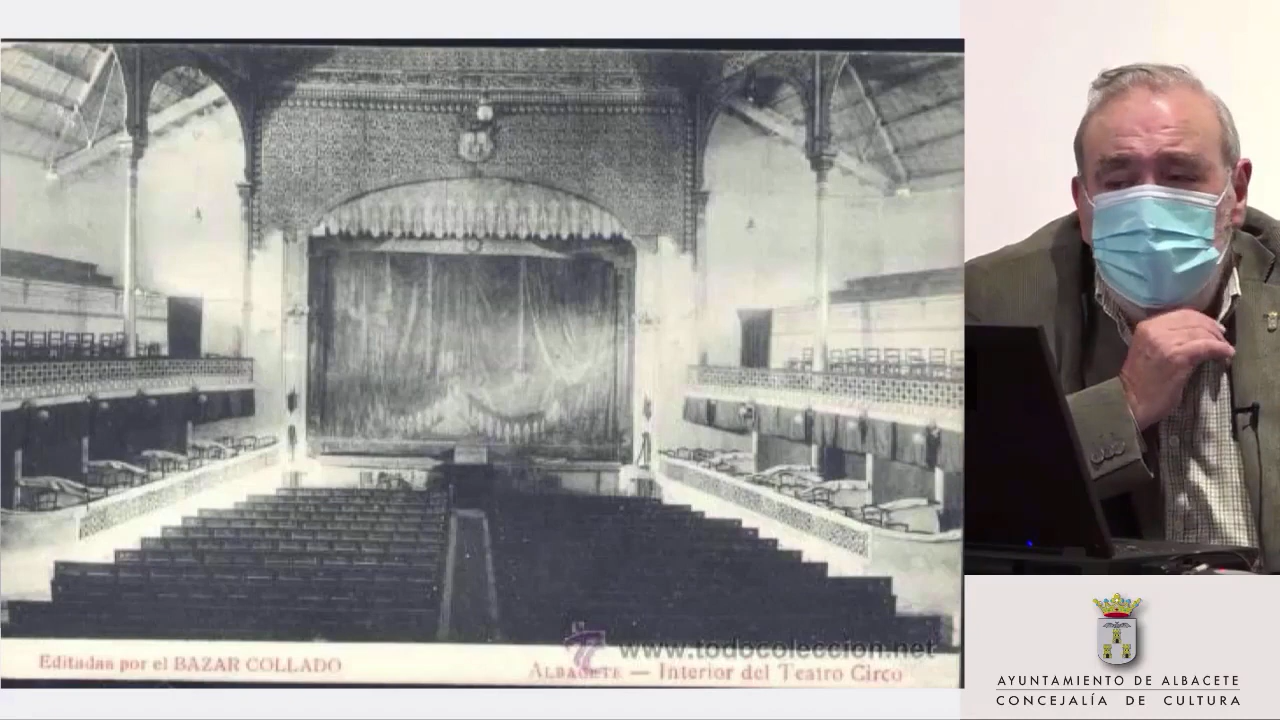 www.todocoleccion.net
Editadas por el BAZAR COLLADO
ALBACETE — Interior del Teatro Circo
AYUNTAMIENTO DE ALBACETE
CONCEJALÍA DE CULTURA